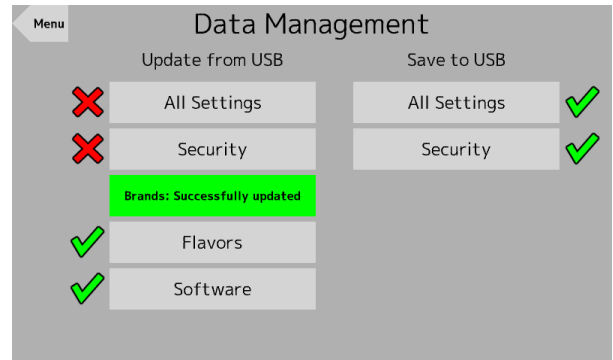 Menu
Data Management
Update from USB
Save to USB
All Settings
All Settings
Security
Security
Brands: Successfully updated
Flavors
Software